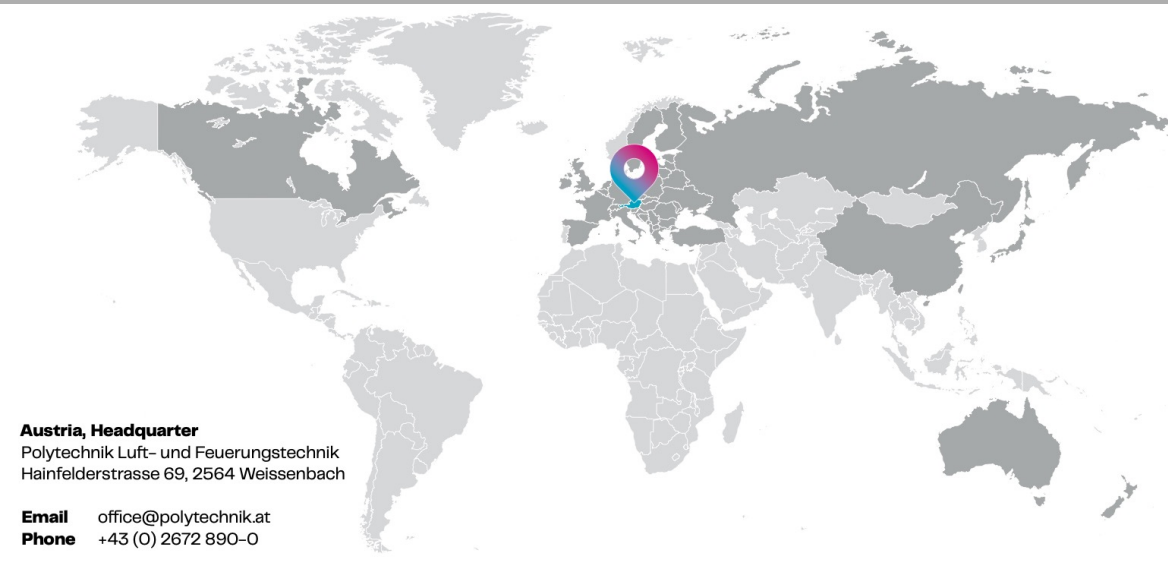 Austria, Headquarter
Polytechnik Luft- und Feuerungstechnik
Hainfelderstrasse 69, 2564 Weissenbach
Email office@polytechnik.at
Phone +43 (0) 2672 890-0